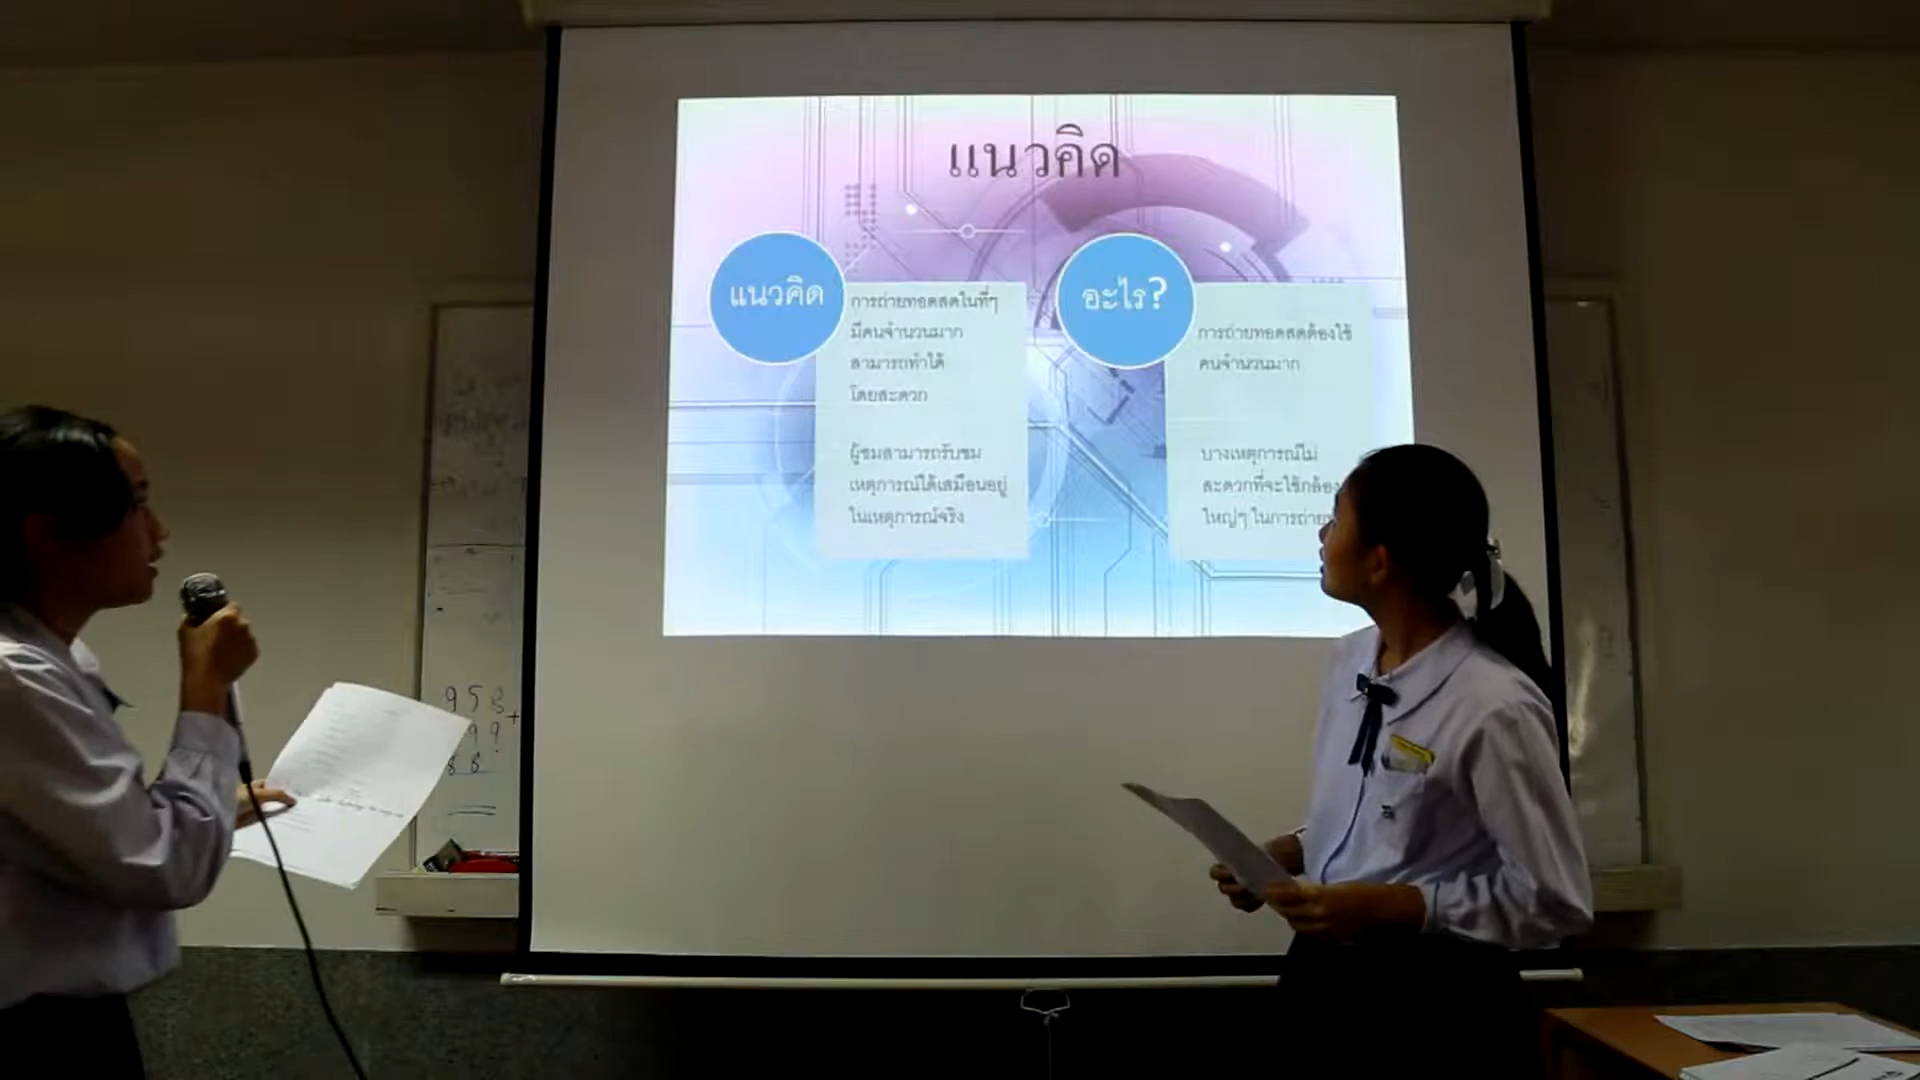 แนวคิด
แนวคิด
การถ่ายทอดสดในที่ๆ
มีคนจำนวนมาก
สามารถทำได้
โดยสะดวก
ผู้ชมสามารถรับชม
เหตุการณ์ได้เสมือนอยู่
ในเหตุการณ์จริง
อะไร?
การถ่ายทอดสดต้องใช้
คนจำนวนมาก
บางเหตุการณ์ไม่
สะดวกที่จะใช้กล้อง
ใหญ่ๆ ในการถ่าย
958
+
99
88